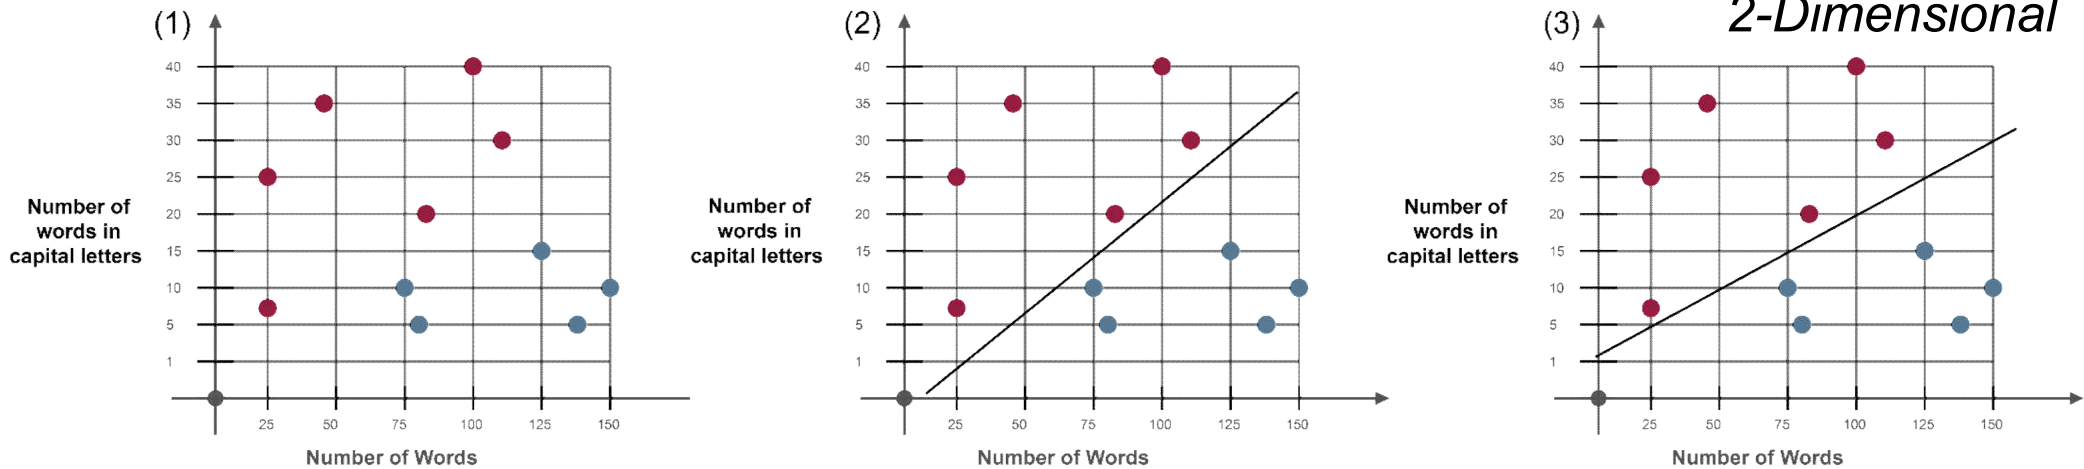 2-Dimensional
(1)
40
35
30
25
20
15
10
5
1
Number of
words in
capital letters
25 50 75 100 125 150
Number of Words
(2)
40
35
30
25
20
15
10
5
1
Number of
words in
capital letters
25 50 75 100 125 150
Number of Words
(3)
40
35
30
25
20
15
10
5
1
Number of
words in
capital letters
25 50 75 100 125 150
Number of Words